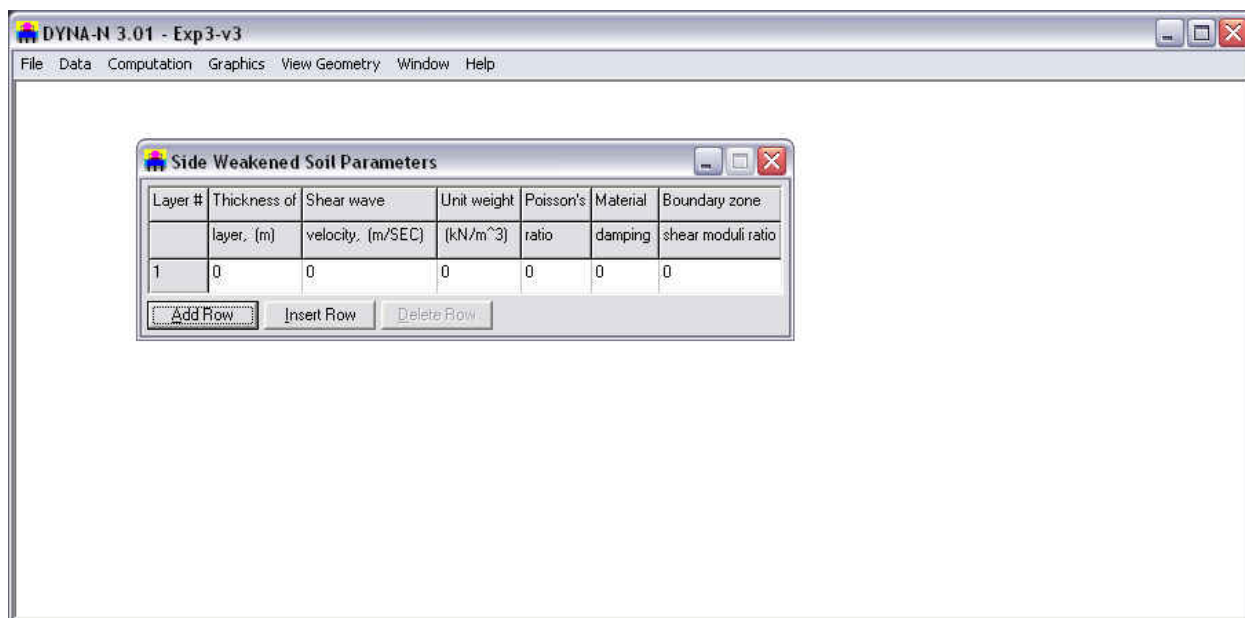 DYNA-N 3.01 - Exp3-v3
File Data Computation Graphics View Geometry Window Help
Side Weakened Soil Parameters
Layer # Thickness of Shear wave Unit weight Poisson's Material Boundary zone
layer, (m) velocity, (m/SEC) (kN/m^3) ratio damping shear moduli ratio
1 0 0 0 0 0 0
Add Row Insert Row Delete Row